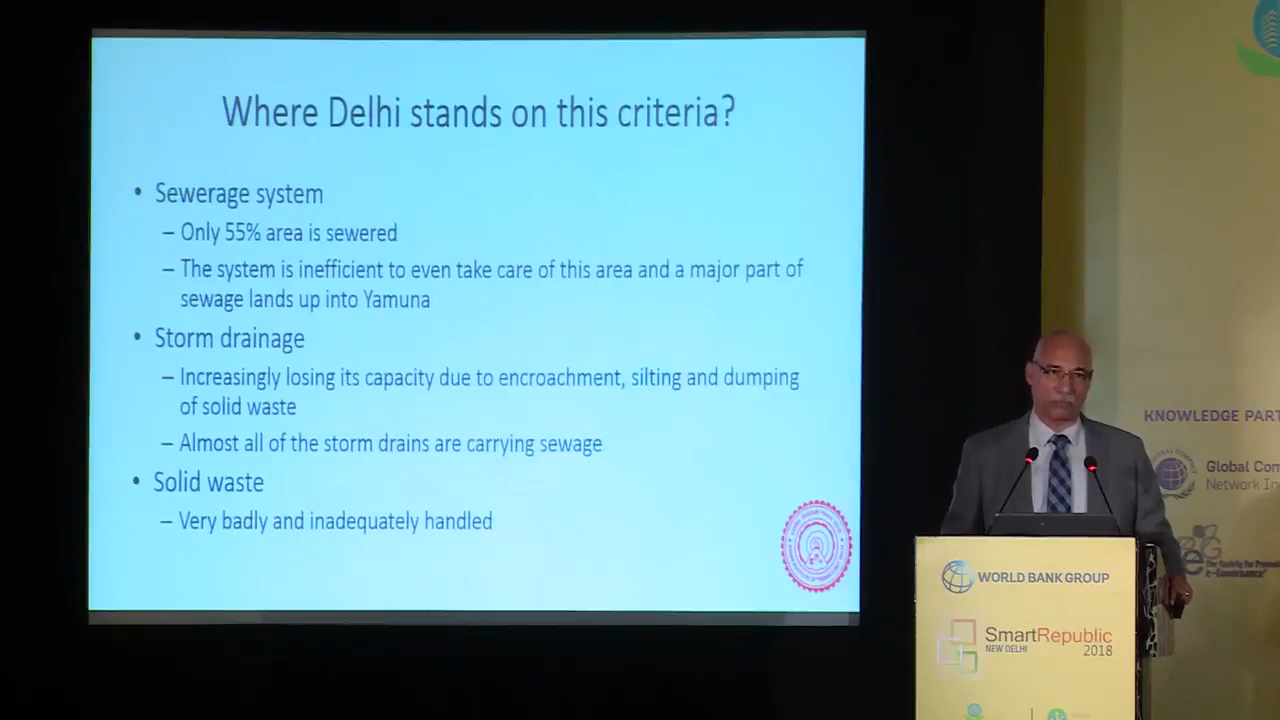 Where Delhi stands on this criteria?
• Sewerage system
– Only 55% area is sewered
– The system is inefficient to even take care of this area and a major part of
sewage lands up into Yamuna
• Storm drainage
– Increasingly losing its capacity due to encroachment, silting and dumping
of solid waste
– Almost all of the storm drains are carrying sewage
• Solid waste
– Very badly and inadequately handled
KNOWLEDGE PART
Global Com
Network In
e-Governance
WORLD BANK GROUP
SmartRepublic
NEW DELHI 2018